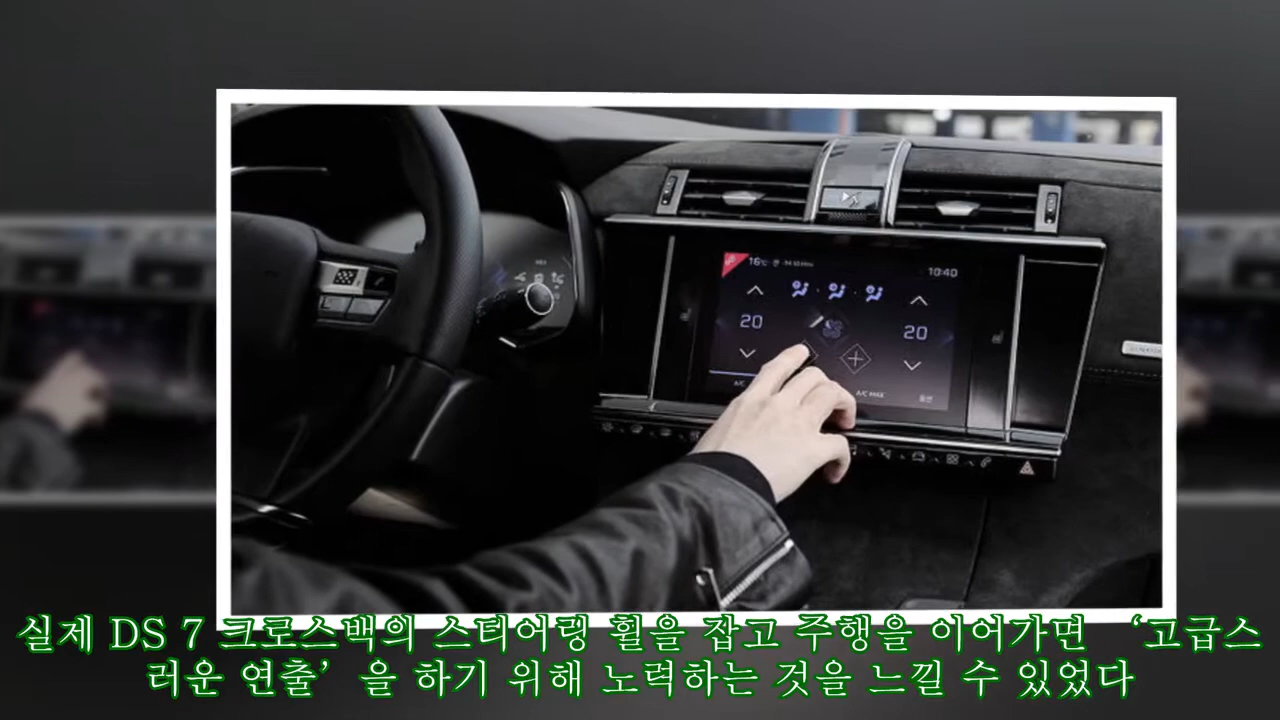 16°C
10:40
20
20
A/C
A/C MAX
실제 DS 7 크로스백의 스티어링 휠을 잡고 주행을 이어가면 ‘고급스
러운 연출’을 하기 위해 노력하는 것을 느낄 수 있었다